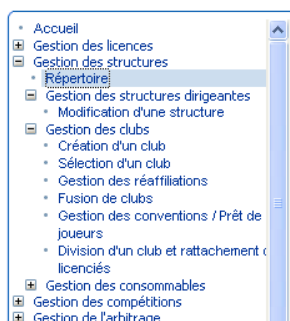 Accueil
Gestion des licences
Gestion des structures
Répertoire
Gestion des structures dirigeantes
Modification d'une structure
Gestion des clubs
Création d'un club
Sélection d'un club
Gestion des réaffiliations
Fusion de clubs
Gestion des conventions / Prêt de
joueurs
Division d'un club et rattachement
licenciés
Gestion des consommables
Gestion des compétitions
Gestion de l'arbitrage